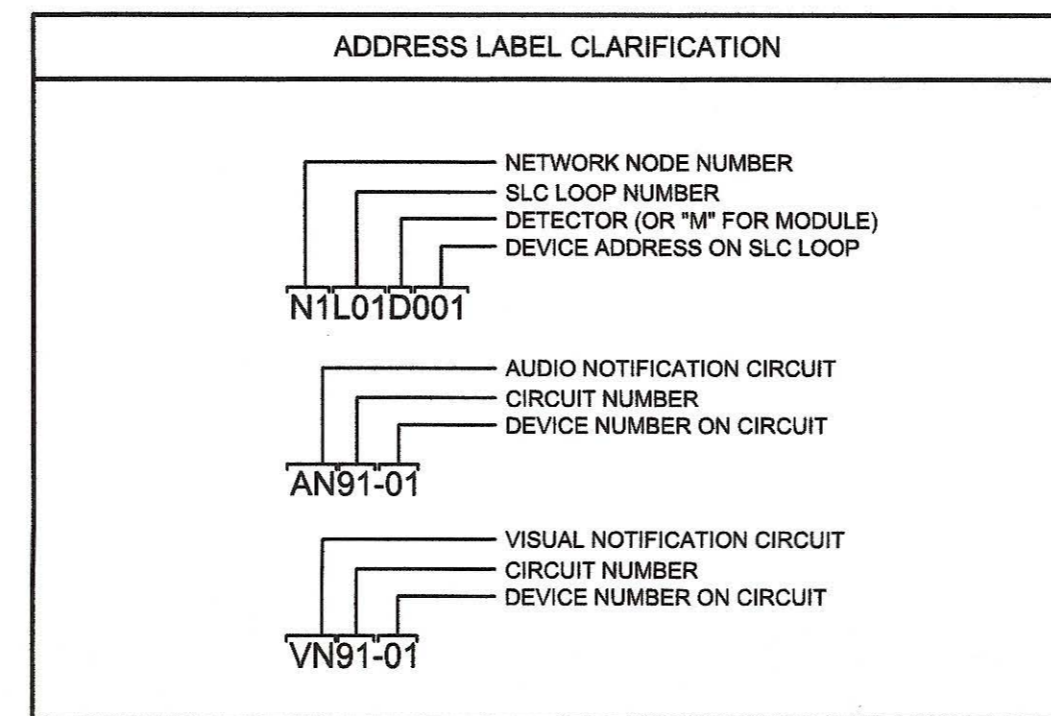 ADDRESS LABEL CLARIFICATION
NETWORK NODE NUMBER
SLC LOOP NUMBER
DETECTOR (OR "M" FOR MODULE)
DEVICE ADDRESS ON SLC LOOP
N1L01D001
AUDIO NOTIFICATION CIRCUIT
CIRCUIT NUMBER
DEVICE NUMBER ON CIRCUIT
AN91-01
VISUAL NOTIFICATION CIRCUIT
CIRCUIT NUMBER
DEVICE NUMBER ON CIRCUIT
VN91-01